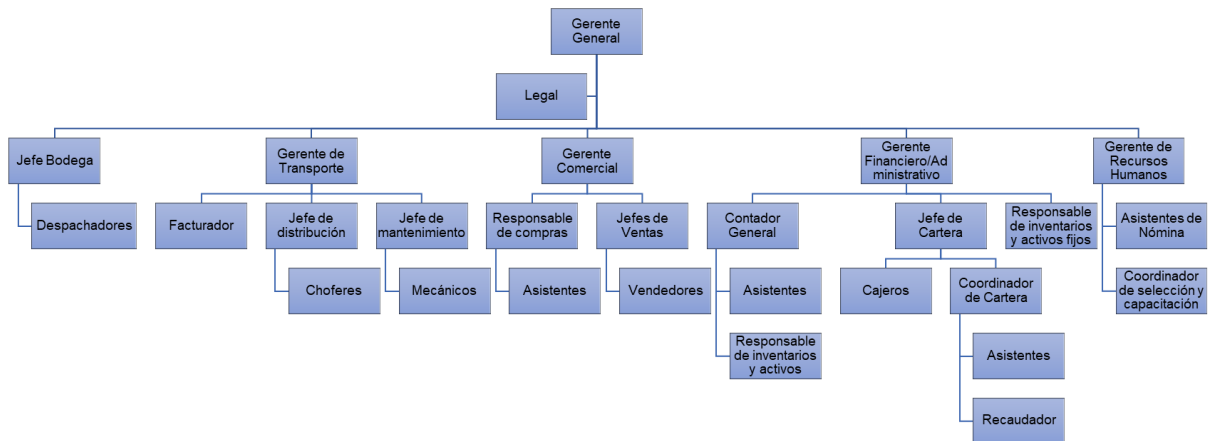 Gerente
General
Legal
Jefe Bodega
Gerente de
Transporte
Gerente
Comercial
Gerente
Financiero/Ad
ministrativo
Gerente de
Recursos
Humanos
Despachadores
Facturador
Jefe de
distribución
Jefe de
mantenimiento
Responsable
de compras
Jefes de
Ventas
Contador
General
Jefe de
Cartera
Responsable
de inventarios
y activos fijos
Asistentes de
Nómina
Choferes
Mecánicos
Asistentes
Vendedores
Asistentes
Cajeros
Coordinador
de Cartera
Coordinador
de selección y
capacitación
Responsable
de inventarios
y activos
Asistentes
Recaudador